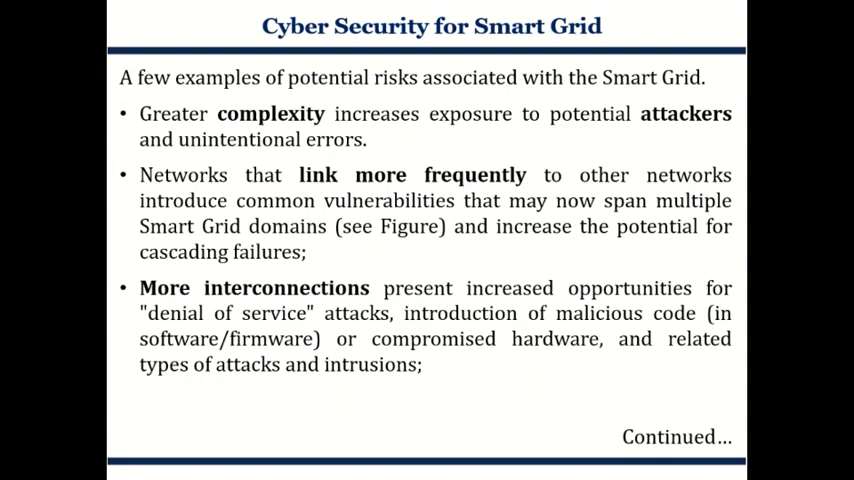 Cyber Security for Smart Grid
A few examples of potential risks associated with the Smart Grid.
• Greater complexity increases exposure to potential attackers
and unintentional errors.
• Networks that link more frequently to other networks
introduce common vulnerabilities that may now span multiple
Smart Grid domains (see Figure) and increase the potential for
cascading failures;
• More interconnections present increased opportunities for
"denial of service" attacks, introduction of malicious code (in
software/firmware) or compromised hardware, and related
types of attacks and intrusions;
Continued...